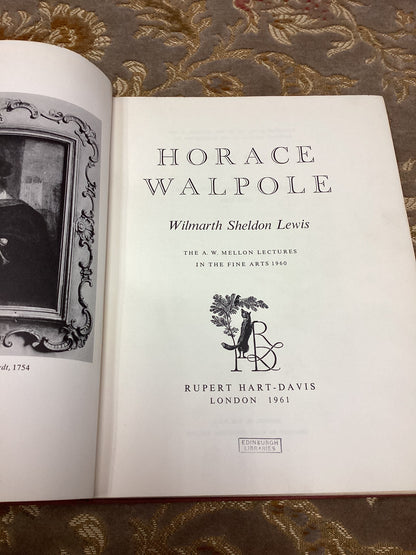 HORACE
WALPOLE
Wilmarth Sheldon Lewis
THE A. W. MELLON LECTURES
IN THE FINE ARTS 1960
RUPERT HART-DAVIS
LONDON 1961
EDINBURGH
LIBRARIES
1754